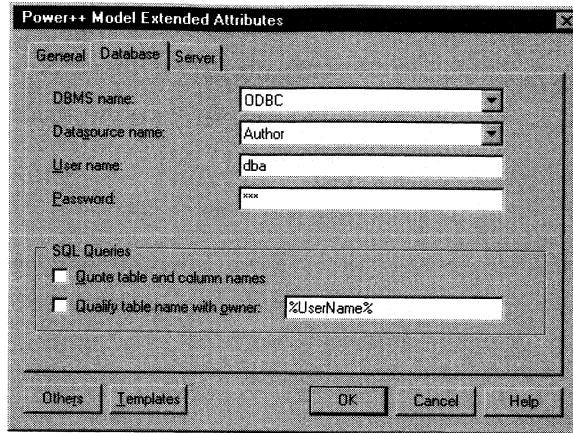 Power++ Model Extended Attributes
General Database Server
DBMS name: ODBC
Datasource name: Author
User name: dba
Password: ***
SQL Queries
Quote table and column names
Qualify table name with owner: %UserName%
Others Templates OK Cancel Help